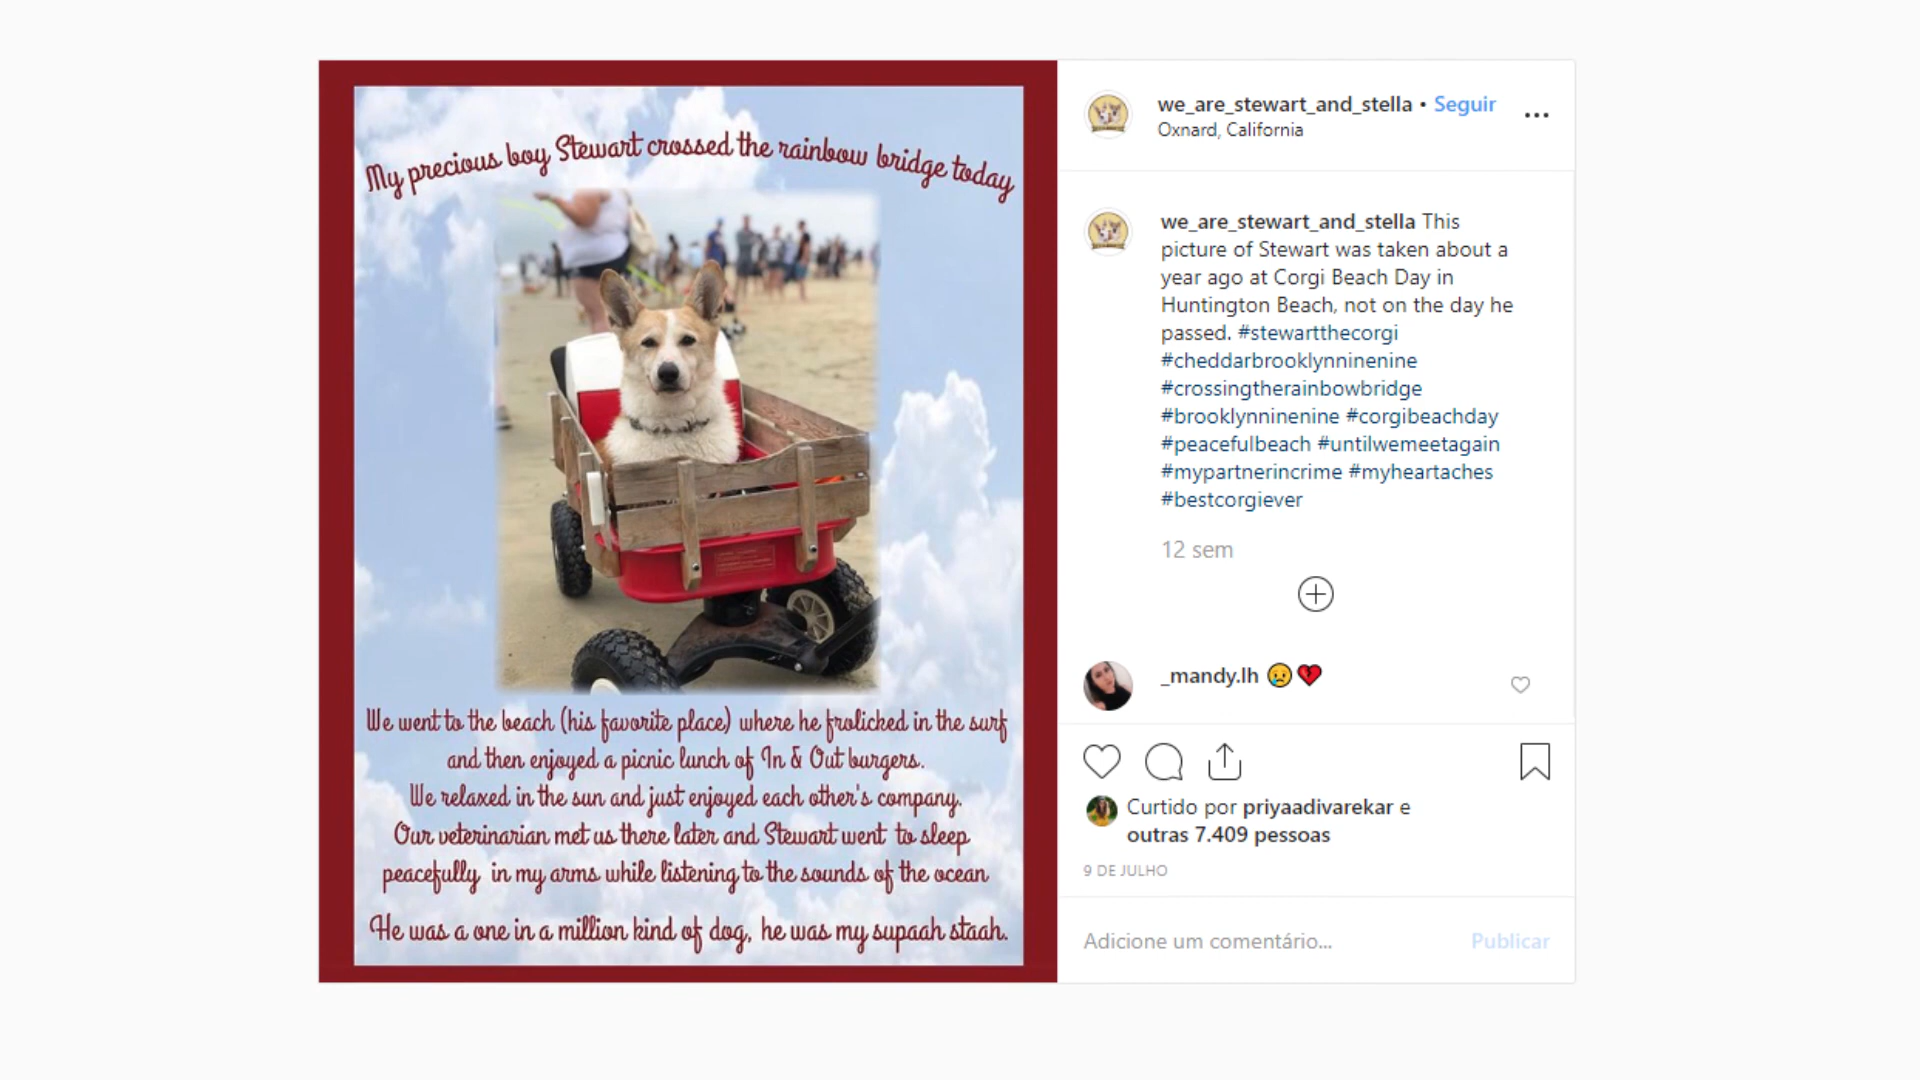 My precious boy Stewart crossed the rainbow bridge today
We went to the beach (his favorite place) where he frolicked in the surf
and then enjoyed a picnic lunch of In & Out burgers.
We relaxed in the sun and just enjoyed each other's company.
Our veterinarian met us there later and Stewart went to sleep
peacefully in my arms while listening to the sounds of the ocean
He was a one in a million kind of dog, he was my supaah staah.
we_are_stewart_and_stella • Seguir
Oxnard, California
we_are_stewart_and_stella This
picture of Stewart was taken about a
year ago at Corgi Beach Day in
Huntington Beach, not on the day he
passed. #stewartthecorgi
#cheddarbrooklynninenine
#crossingtherainbowbridge
#brooklynninenine #corgibeachday
#peacefulbeach #untilwemeetagain
#mypartnerincrime #myheartaches
#bestcorgiever
12 sem
_mandy.lh 😢💔
Curtido por priyaadivarekar e
outras 7.409 pessoas
9 DE JULHO
Adicione um comentário... Publicar